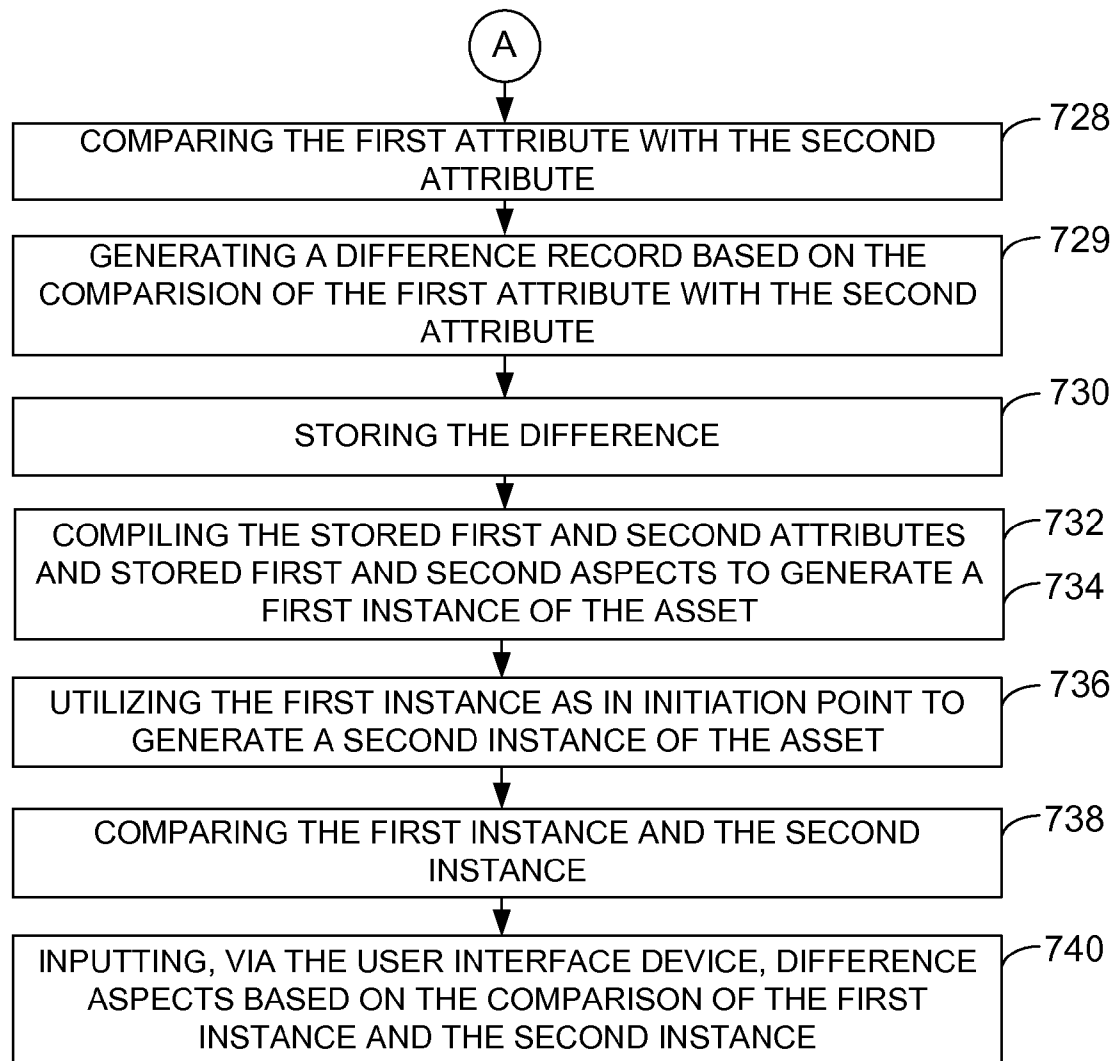 A
728
COMPARING THE FIRST ATTRIBUTE WITH THE SECOND
ATTRIBUTE
729
GENERATING A DIFFERENCE RECORD BASED ON THE
COMPARISION OF THE FIRST ATTRIBUTE WITH THE SECOND
ATTRIBUTE
730
STORING THE DIFFERENCE
732
COMPILING THE STORED FIRST AND SECOND ATTRIBUTES
AND STORED FIRST AND SECOND ASPECTS TO GENERATE A
734
FIRST INSTANCE OF THE ASSET
736
UTILIZING THE FIRST INSTANCE AS IN INITIATION POINT TO
GENERATE A SECOND INSTANCE OF THE ASSET
738
COMPARING THE FIRST INSTANCE AND THE SECOND
INSTANCE
740
INPUTTING, VIA THE USER INTERFACE DEVICE, DIFFERENCE
ASPECTS BASED ON THE COMPARISON OF THE FIRST
INSTANCE AND THE SECOND INSTANCE